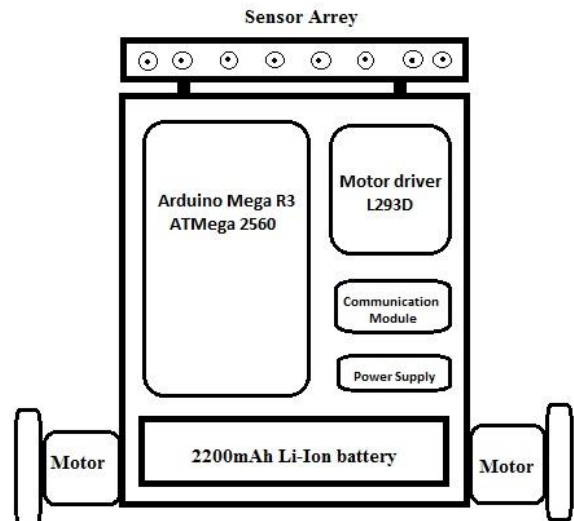 Sensor Arrey
Arduino Mega R3
ATMega 2560
Motor driver
L293D
Communication
Module
Power Supply
2200mAh Li-Ion battery
Motor
Motor